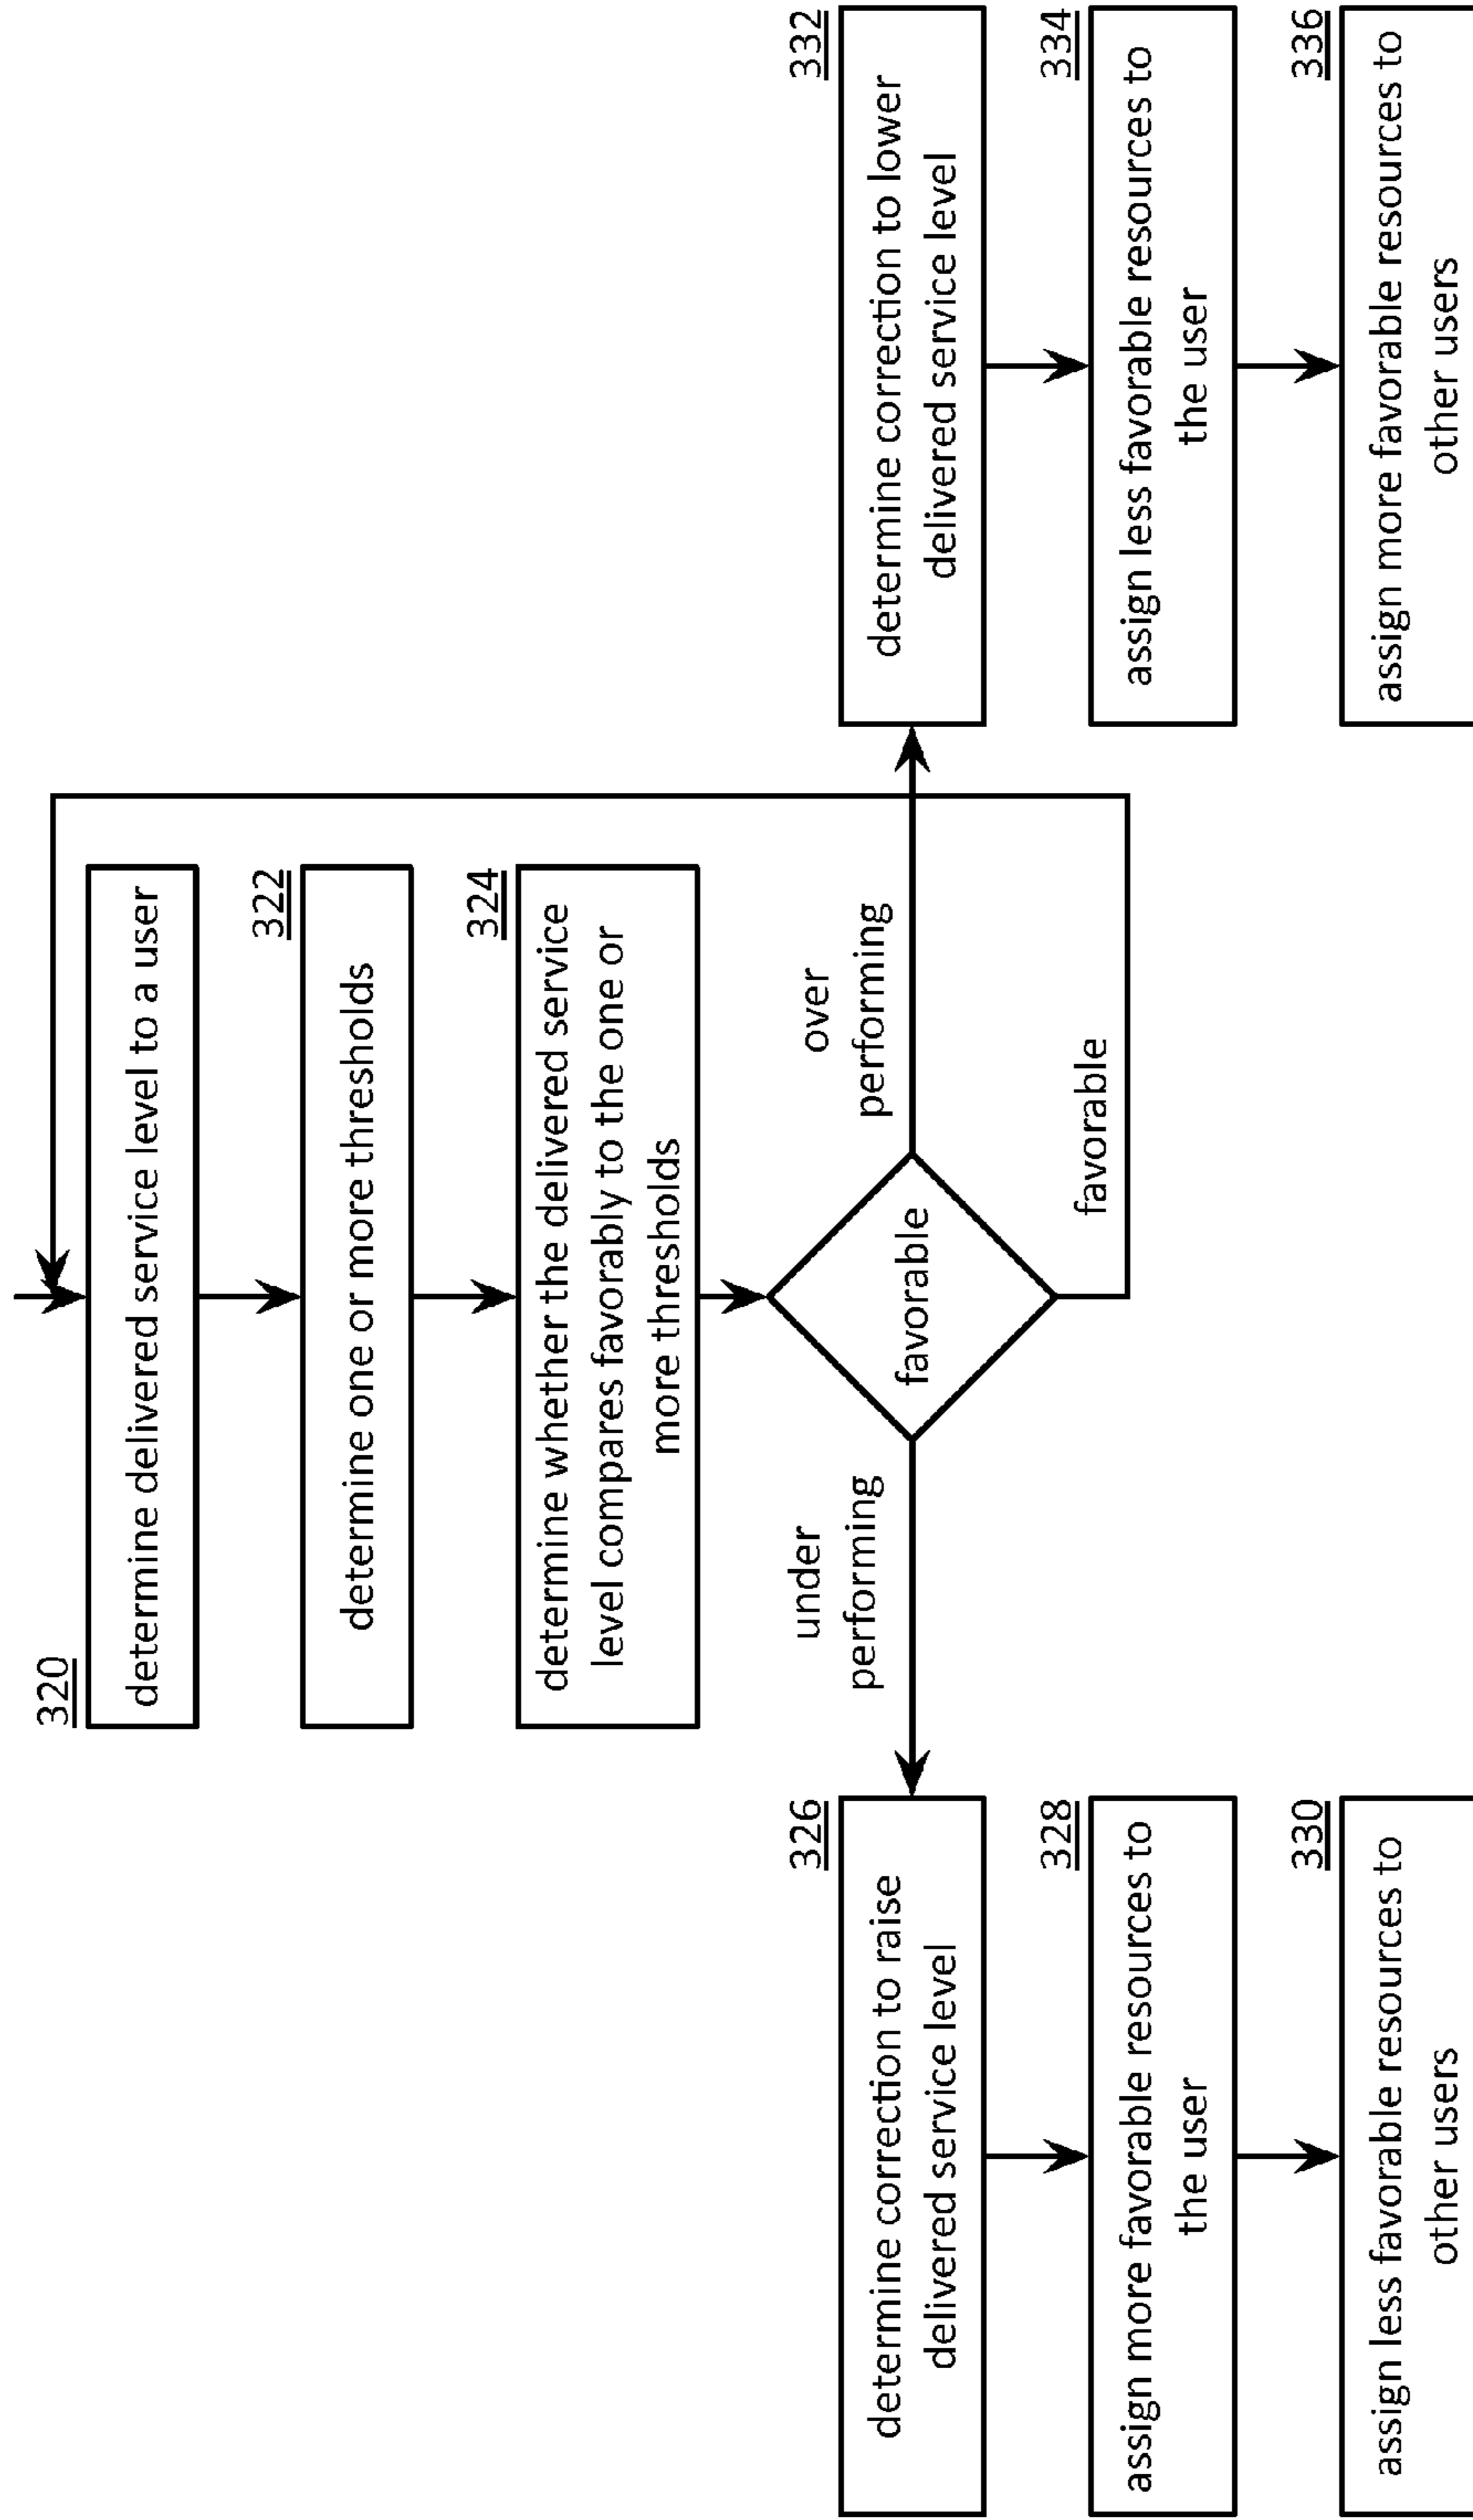 320
determine delivered service level to a user
322
determine one or more thresholds
324
determine whether the delivered service
level compares favorably to the one or
more thresholds
favorable
under
performing
over
performing
favorable
326
determine correction to raise
delivered service level
328
assign more favorable resources to
the user
330
assign less favorable resources to
other users
332
determine correction to lower
delivered service level
334
assign less favorable resources to
the user
336
assign more favorable resources to
other users